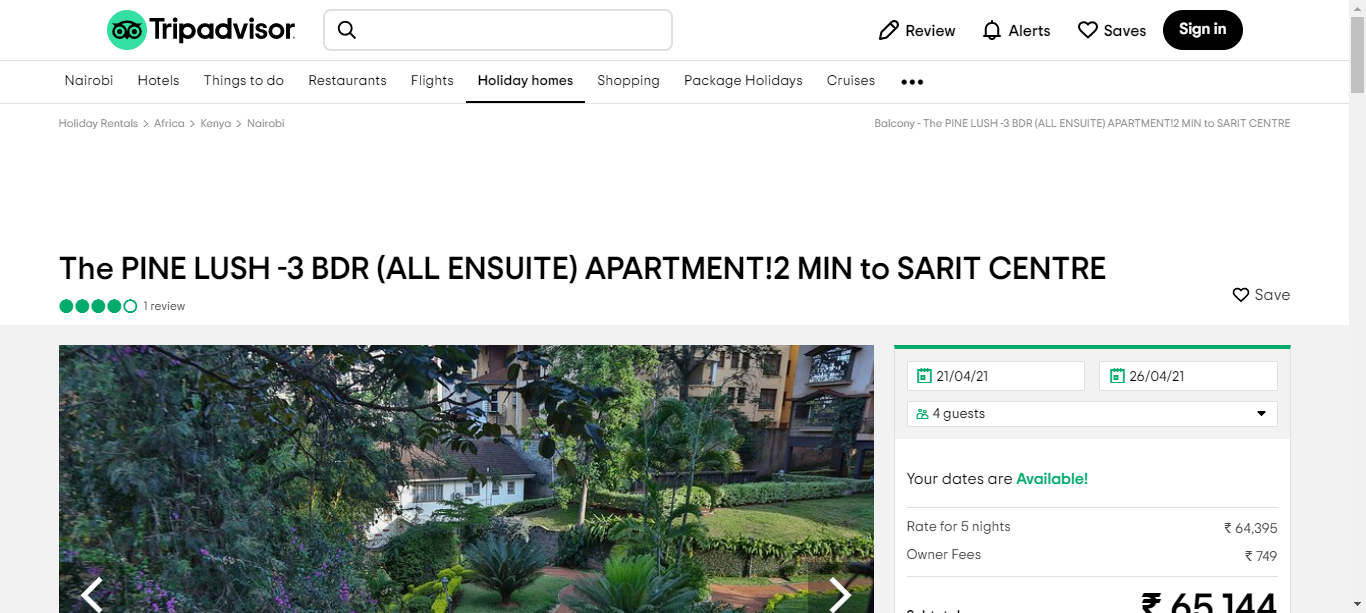 Tripadvisor
Review
Alerts
Saves
Sign in
Nairobi
Hotels
Things to do
Restaurants
Flights
Holiday homes
Shopping
Package Holidays
Cruises
Holiday Rentals > Africa > Kenya > Nairobi
Balcony - The PINE LUSH -3 BDR (ALL ENSUITE) APARTMENT!2 MIN to SARIT CENTRE
The PINE LUSH -3 BDR (ALL ENSUITE) APARTMENT!2 MIN to SARIT CENTRE
1 review
Save
21/04/21
26/04/21
4 guests
Your dates are Available!
Rate for 5 nights
₹ 64,395
Owner Fees
₹ 749
Subtotal
₹ 65,144